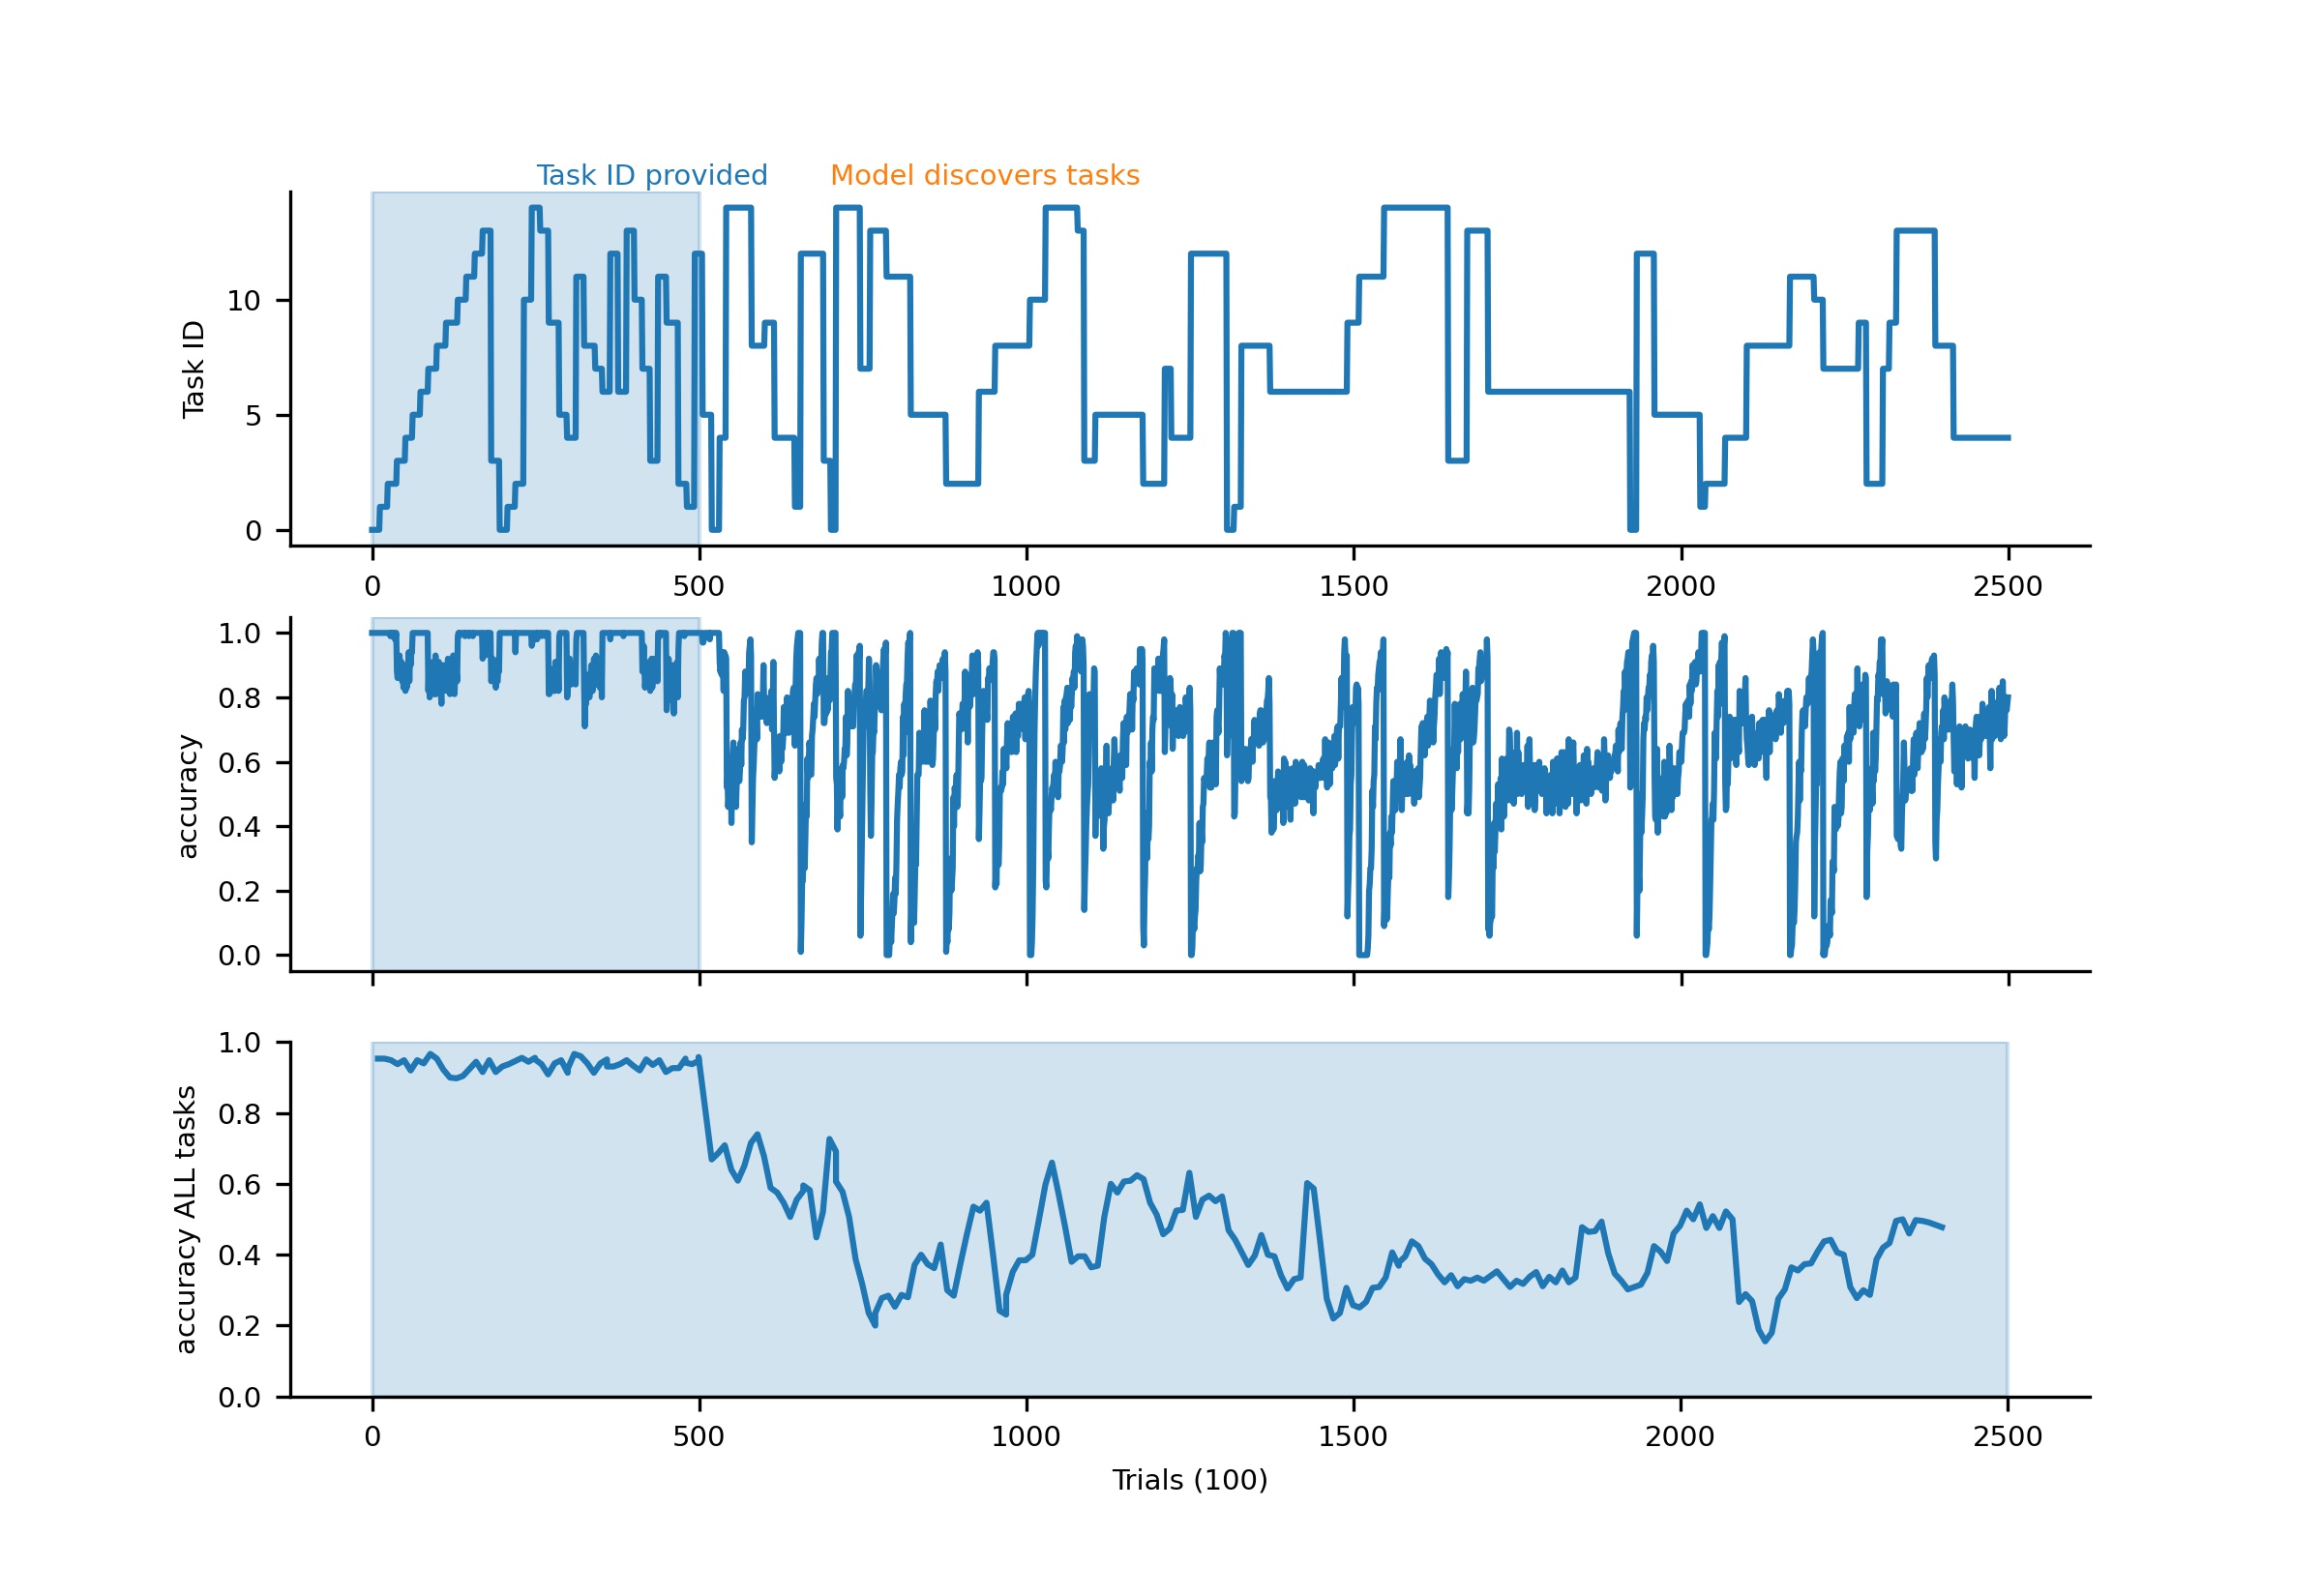 Task ID provided Model discovers tasks
Task ID
10
5
0
0 500 1000 1500 2000 2500
accuracy
1.0
0.8
0.6
0.4
0.2
0.0
accuracy ALL tasks
1.0
0.8
0.6
0.4
0.2
0.0
0 500 1000 1500 2000 2500
Trials (100)